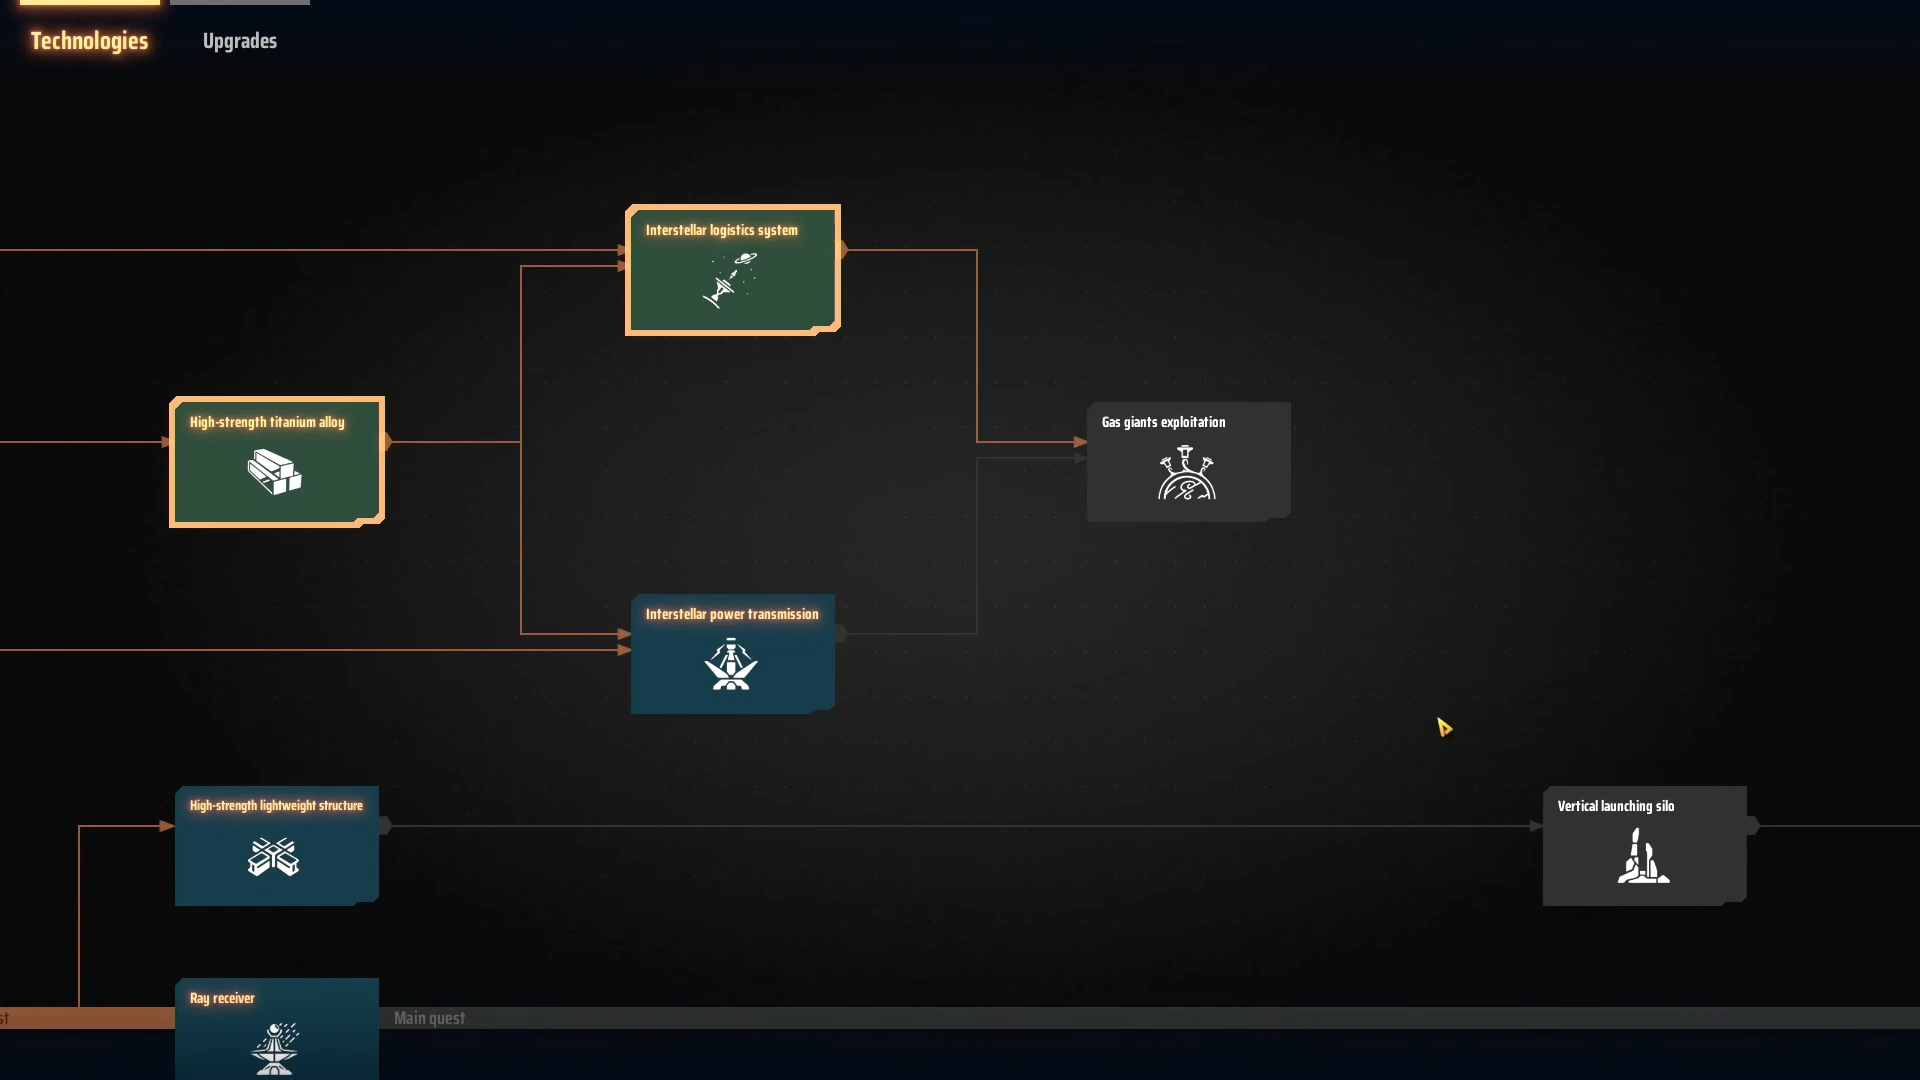 Technologies
Upgrades
Interstellar logistics system
High-strength titanium alloy
Gas giants exploitation
Interstellar power transmission
High-strength lightweight structure
Vertical launching silo
Ray receiver
st
Main quest